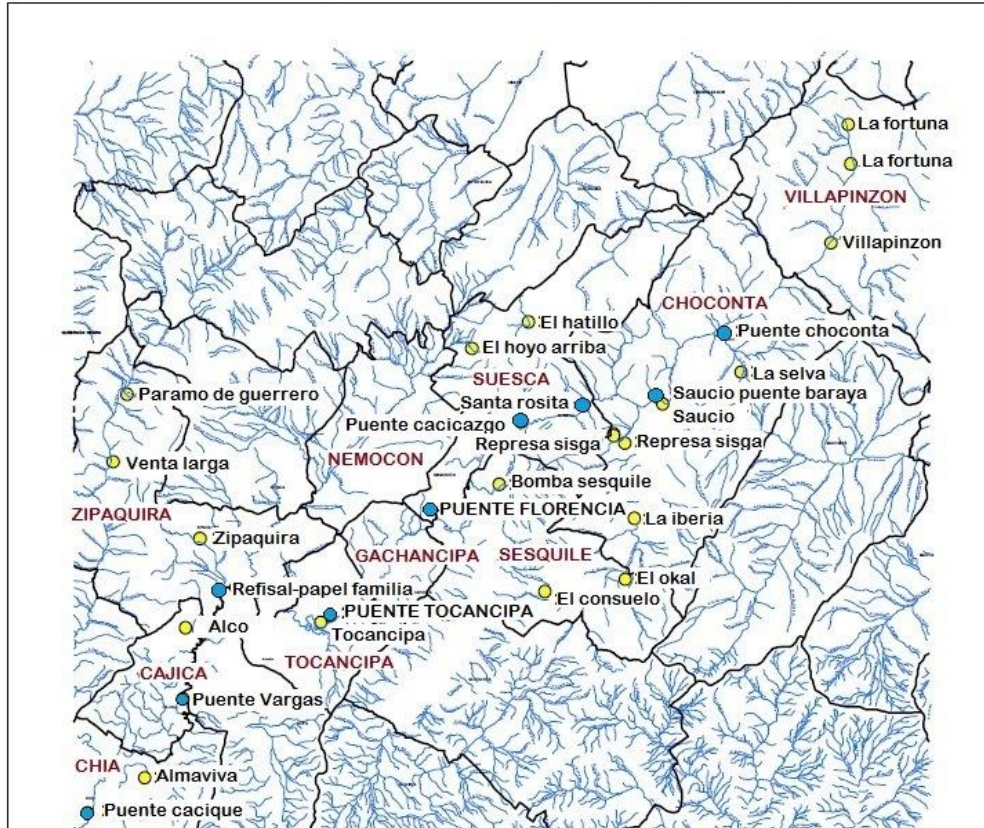 La fortuna
La fortuna
VILLAPINZON
Villapinzon
CHOCONTA
El hatillo
Puente choconta
El hoyo arriba
La selva
SUESCA
Paramo de guerrero
Saucio puente baraya
Santa rosita
Saucio
Puente cacicazgo
Represa sisga
Represa sisga
NEMOCON
Venta larga
Bomba sesquile
PUENTE FLORENCIA
ZIPAQUIRA
La iberia
Zipaquira
GACHANCIPA
SESQUILE
El okal
Refisal-papel familia
El consuelo
PUENTE TOCANCIPA
Alco
Tocancipa
TOCANCIPA
CAJICA
Puente Vargas
CHIA
Almaviva
Puente cacique